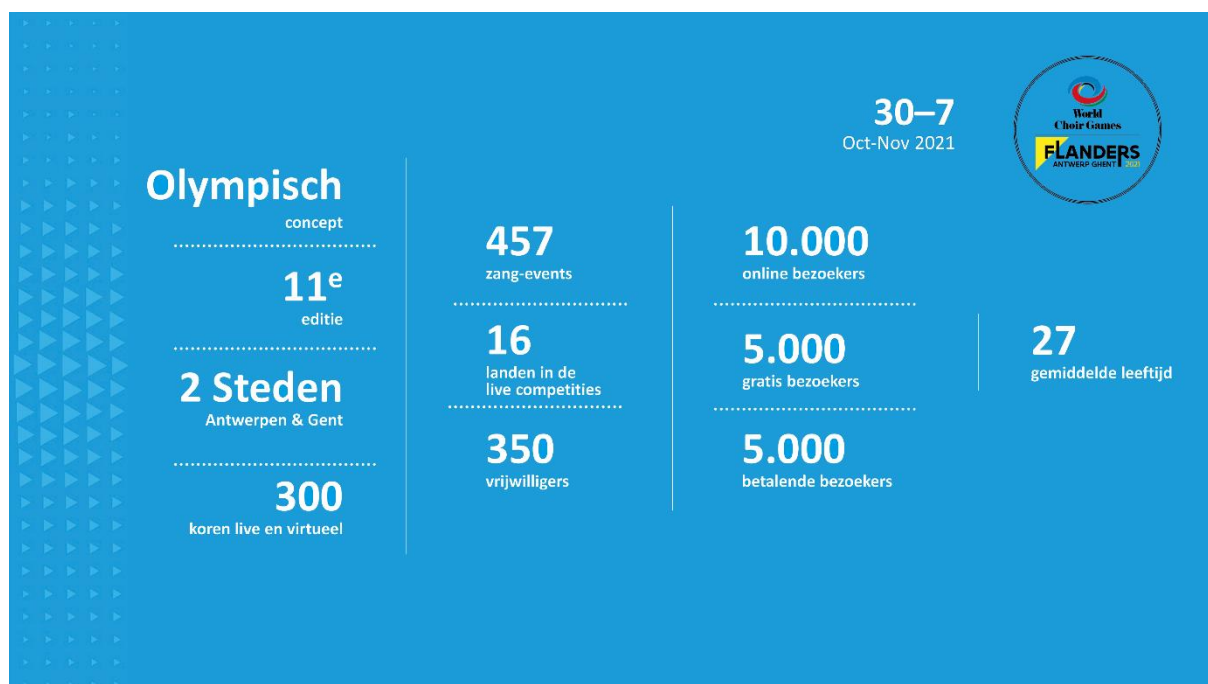 30–7
Oct-Nov 2021
World
Choir Games
FLANDERS
ANTWERP GHENT 2021
Olympisch
concept
11e
editie
2 Steden
Antwerpen & Gent
300
koren live en virtueel
457
zang-events
16
landen in de
live competities
350
vrijwilligers
10.000
online bezoekers
5.000
gratis bezoekers
5.000
betalende bezoekers
27
gemiddelde leeftijd